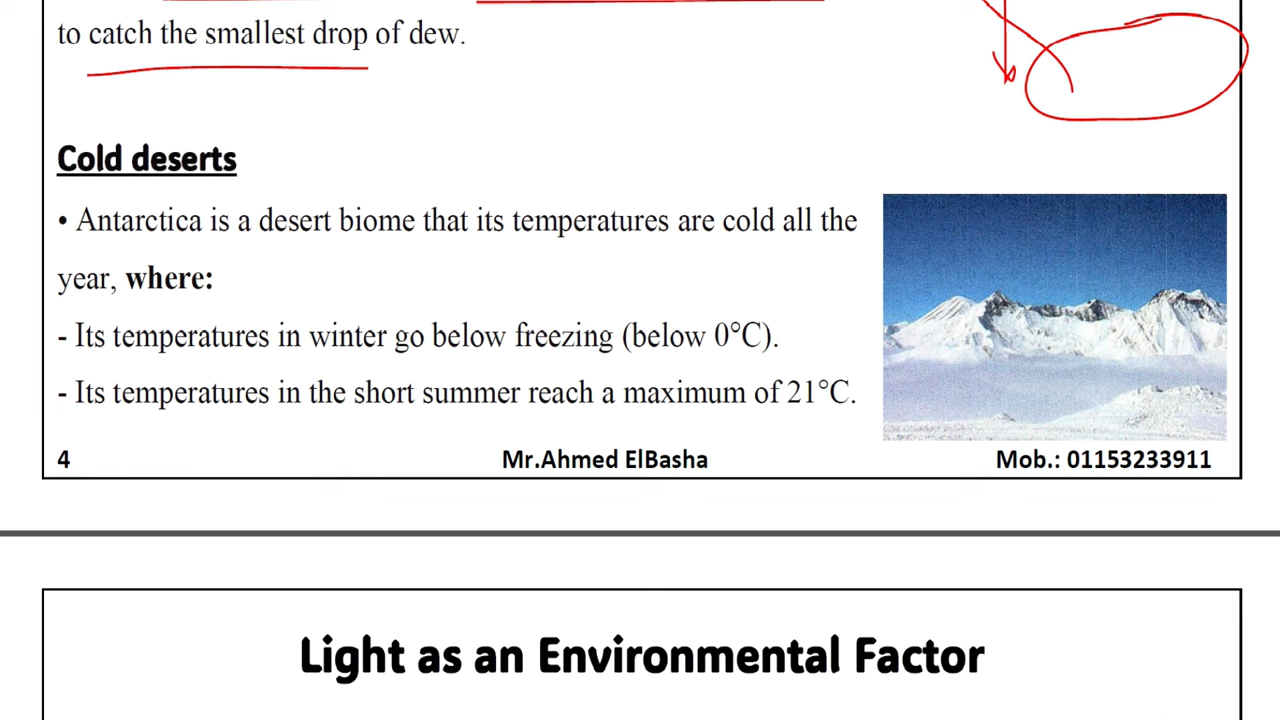 to catch the smallest drop of dew.
Cold deserts
• Antarctica is a desert biome that its temperatures are cold all the
year, where:
- Its temperatures in winter go below freezing (below 0°C).
- Its temperatures in the short summer reach a maximum of 21°C.
4 Mr.Ahmed ElBasha Mob.: 01153233911
Light as an Environmental Factor